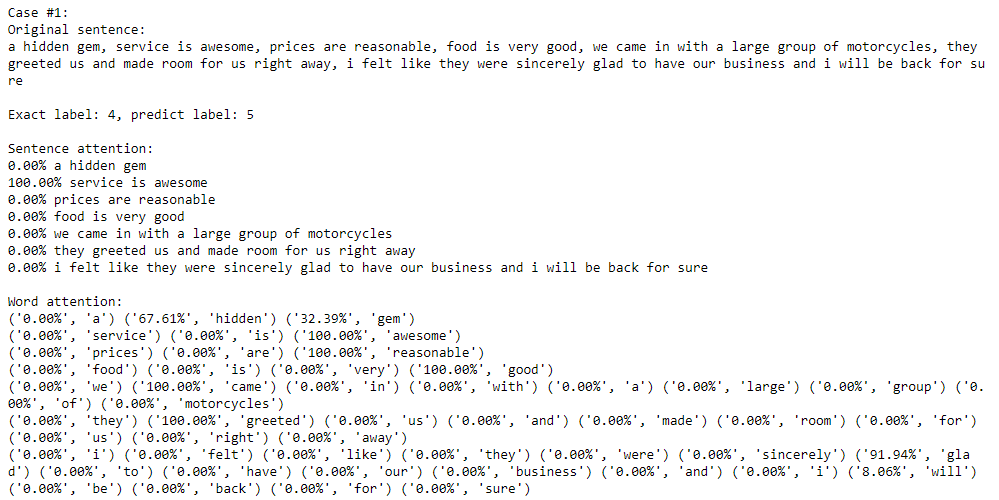 Case #1:
Original sentence:
a hidden gem, service is awesome, prices are reasonable, food is very good, we came in with a large group of motorcycles, they
greeted us and made room for us right away, i felt like they were sincerely glad to have our business and i will be back for su
re
Exact label: 4, predict label: 5
Sentence attention:
0.00% a hidden gem
100.00% service is awesome
0.00% prices are reasonable
0.00% food is very good
0.00% we came in with a large group of motorcycles
0.00% they greeted us and made room for us right away
0.00% i felt like they were sincerely glad to have our business and i will be back for sure
Word attention:
('0.00%', 'a') ('67.61%', 'hidden') ('32.39%', 'gem')
('0.00%', 'service') ('0.00%', 'is') ('100.00%', 'awesome')
('0.00%', 'prices') ('0.00%', 'are') ('100.00%', 'reasonable')
('0.00%', 'food') ('0.00%', 'is') ('0.00%', 'very') ('100.00%', 'good')
('0.00%', 'we') ('100.00%', 'came') ('0.00%', 'in') ('0.00%', 'with') ('0.00%', 'a') ('0.00%', 'large') ('0.00%', 'group') ('0.
00%', 'of') ('0.00%', 'motorcycles')
('0.00%', 'they') ('100.00%', 'greeted') ('0.00%', 'us') ('0.00%', 'and') ('0.00%', 'made') ('0.00%', 'room') ('0.00%', 'for')
('0.00%', 'us') ('0.00%', 'right') ('0.00%', 'away')
('0.00%', 'i') ('0.00%', 'felt') ('0.00%', 'like') ('0.00%', 'they') ('0.00%', 'were') ('0.00%', 'sincerely') ('91.94%', 'gla
d') ('0.00%', 'to') ('0.00%', 'have') ('0.00%', 'our') ('0.00%', 'business') ('0.00%', 'and') ('0.00%', 'i') ('8.06%', 'will')
('0.00%', 'be') ('0.00%', 'back') ('0.00%', 'for') ('0.00%', 'sure')